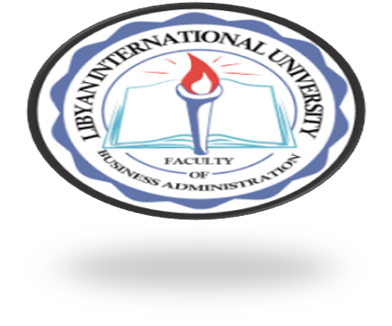 LIBYAN INTERNATIONAL UNIVERSITY
FACULTY
OF
BUSINESS ADMINISTRATION